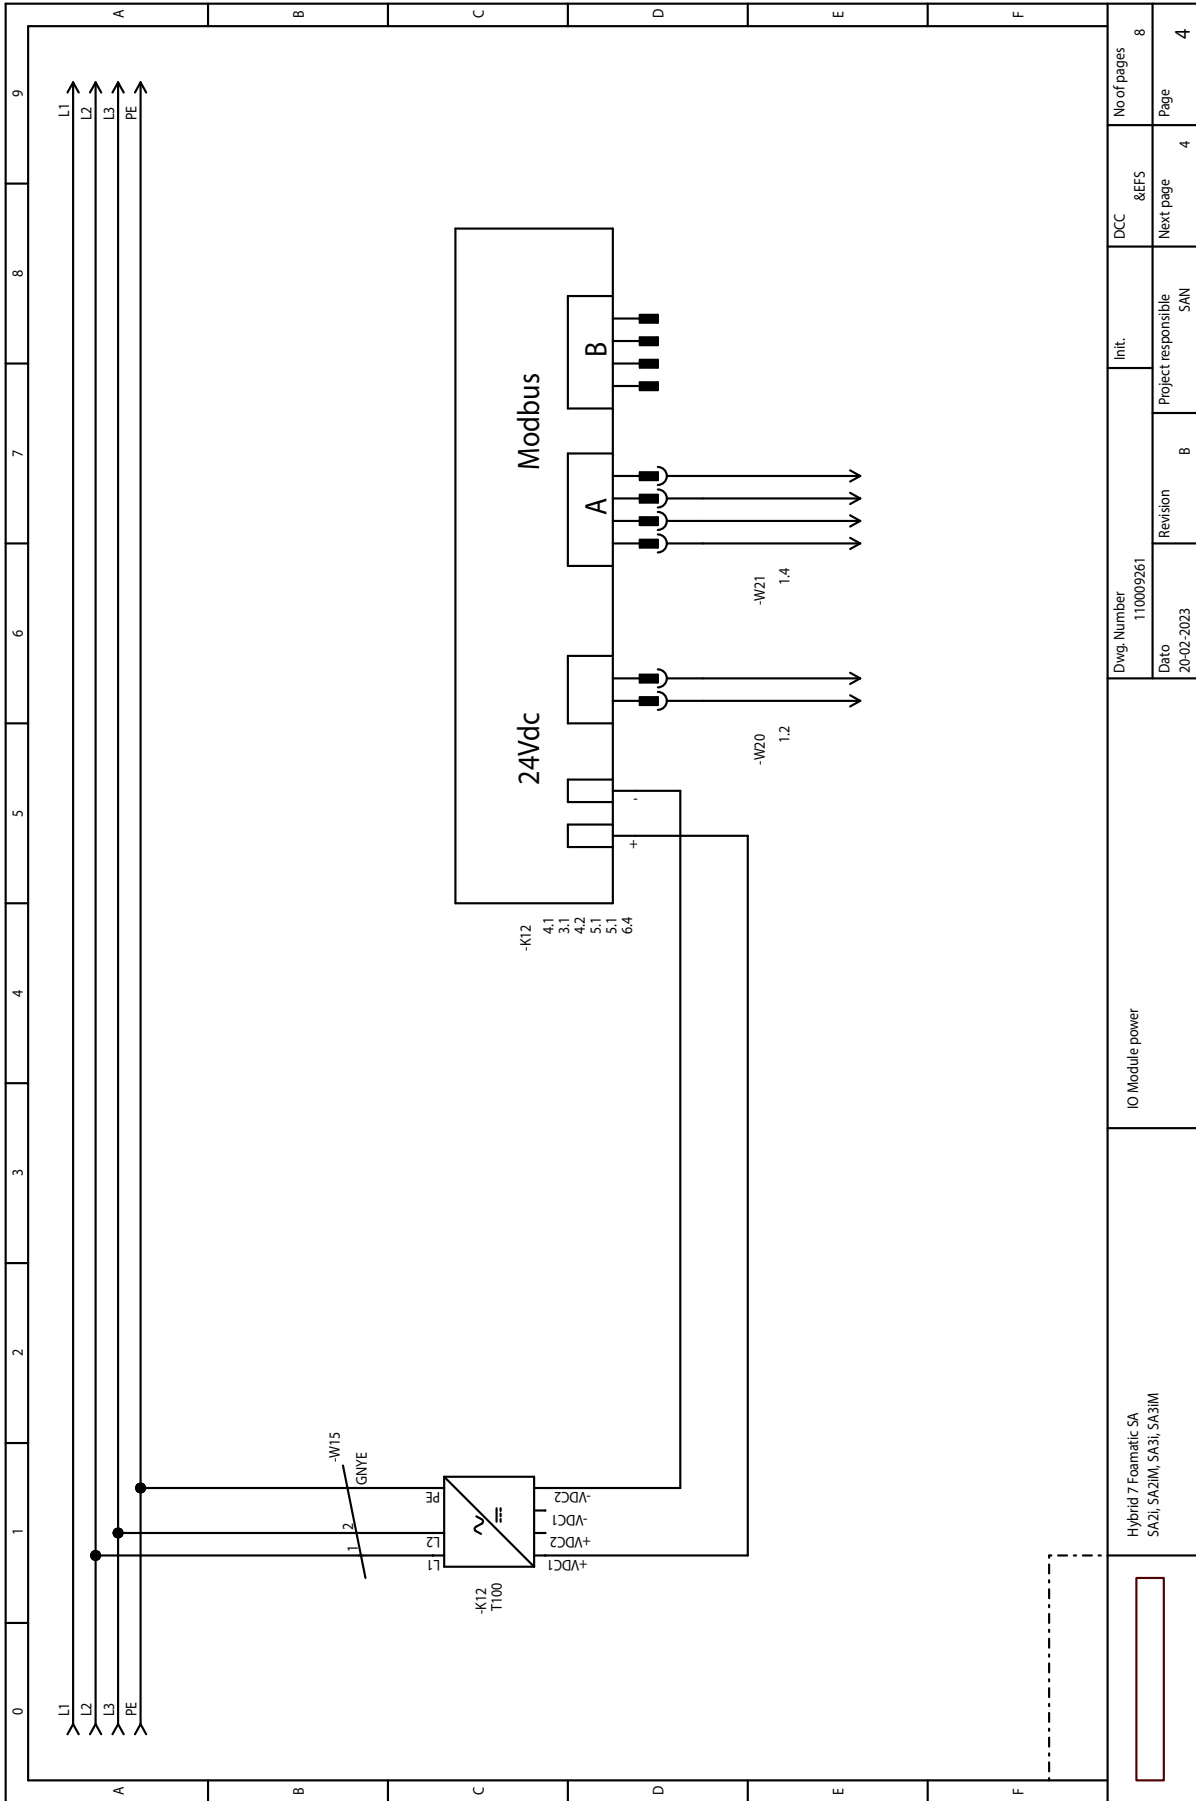 0 1 2 3 4 5 6 7 8 9
A A
B B
C C
D D
E E
F F
L1 L1
L2 L2
L3 L3
PE PE
-W15
1 2 GNYE
L1 L2 PE
-K12
T100
+VDC1 +VDC2 -VDC1 -VDC2
-K12
4.1
3.1
4.2
5.1
5.1
6.4
24Vdc
Modbus
A
B
+
-
-W20
1.2
-W21
1.4
Hybrid 7 Foamatic SA
SA2i, SA2iM, SA3i, SA3iM
IO Module power
Dwg. Number
110009261
Init.
DCC
&EFS
No of pages
8
Dato
20-02-2023
Revision
B
Project responsible
SAN
Next page
4
Page
4